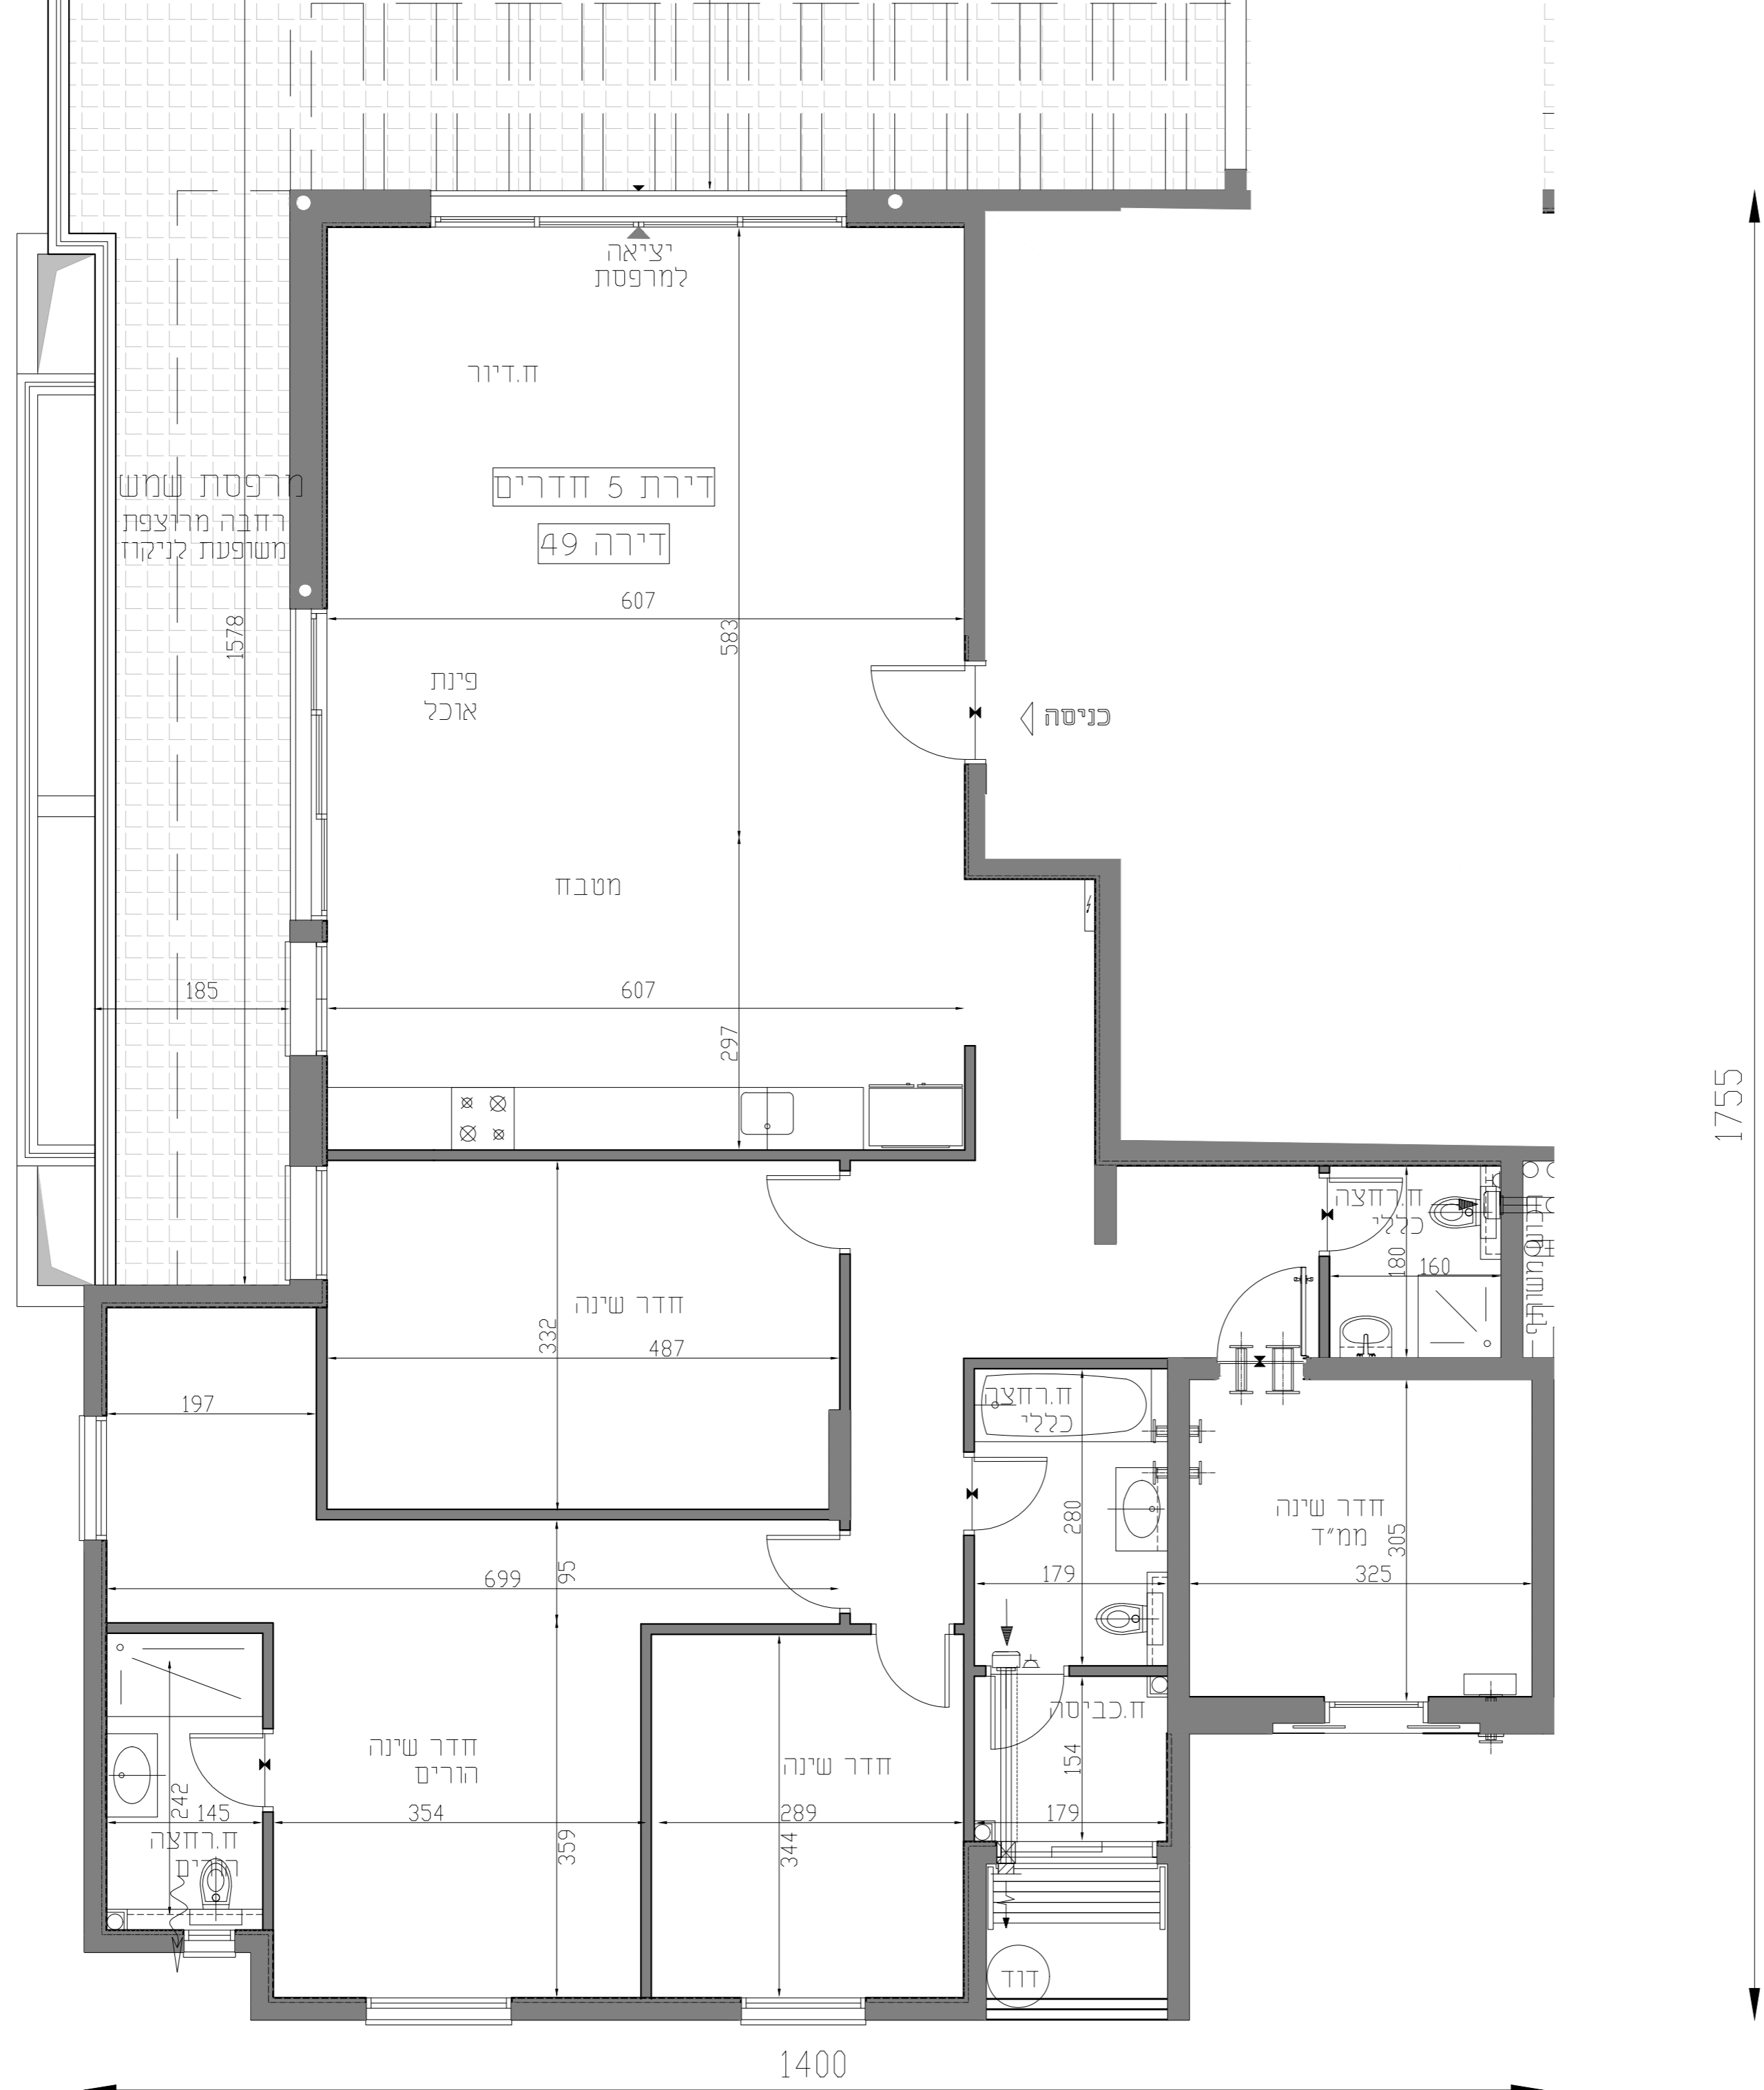 יציאה
למרפסת
ח.דיור
דירת 5 חדרים
דירה 49
מרפסת שמש
רחבה מריצפת
משופעת לניקוז
1578
607
583
פינת
אוכל
כניסה
מטבח
185
607
297
1755
ח.רחצה
כללי
180
160
חדר שינה
332
487
197
ח.רחצה
כללי
280
179
חדר שינה
ממ״ד
305
325
699
95
ח.כביסה
154
179
חדר שינה
הורים
354
359
חדר שינה
289
344
242
145
ח.רחצה
הורים
דוד
1400